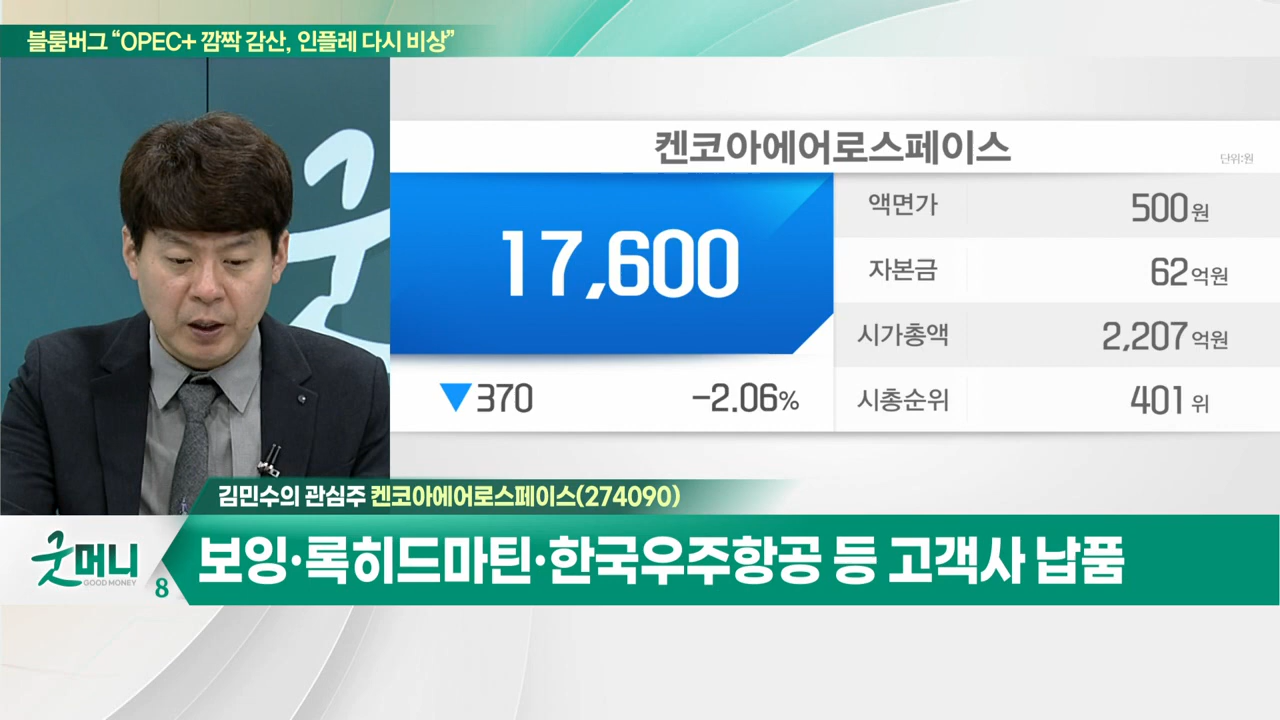 블룸버그 “OPEC+ 깜짝 감산, 인플레 다시 비상”
켄코아에어로스페이스
단위:원
17,600
▼370 -2.06%
액면가 500원
자본금 62억원
시가총액 2,207억원
시총순위 401위
굿
김민수의 관심주 켄코아에어로스페이스(274090)
굿머니
GOOD MONEY
8
보잉·록히드마틴·한국우주항공 등 고객사 납품